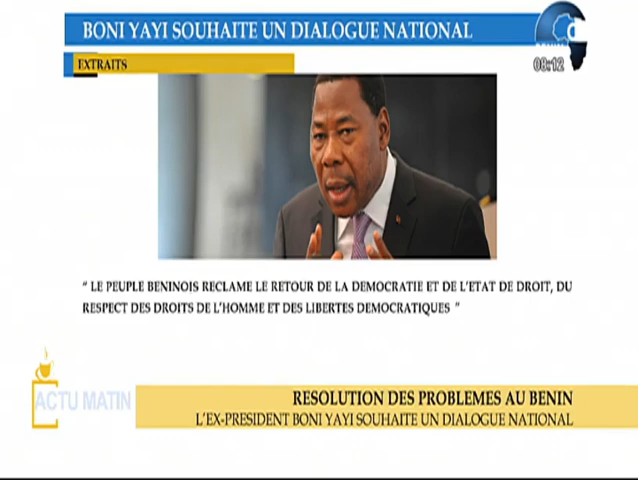 BONI YAYI SOUHAITE UN DIALOGUE NATIONAL
EXTRAITS
08:12
“ LE PEUPLE BENINOIS RECLAME LE RETOUR DE LA DEMOCRATIE ET DE L’ETAT DE DROIT, DU
RESPECT DES DROITS DE L’HOMME ET DES LIBERTES DEMOCRATIQUES ”
ACTU MATIN
RESOLUTION DES PROBLEMES AU BENIN
L’EX-PRESIDENT BONI YAYI SOUHAITE UN DIALOGUE NATIONAL